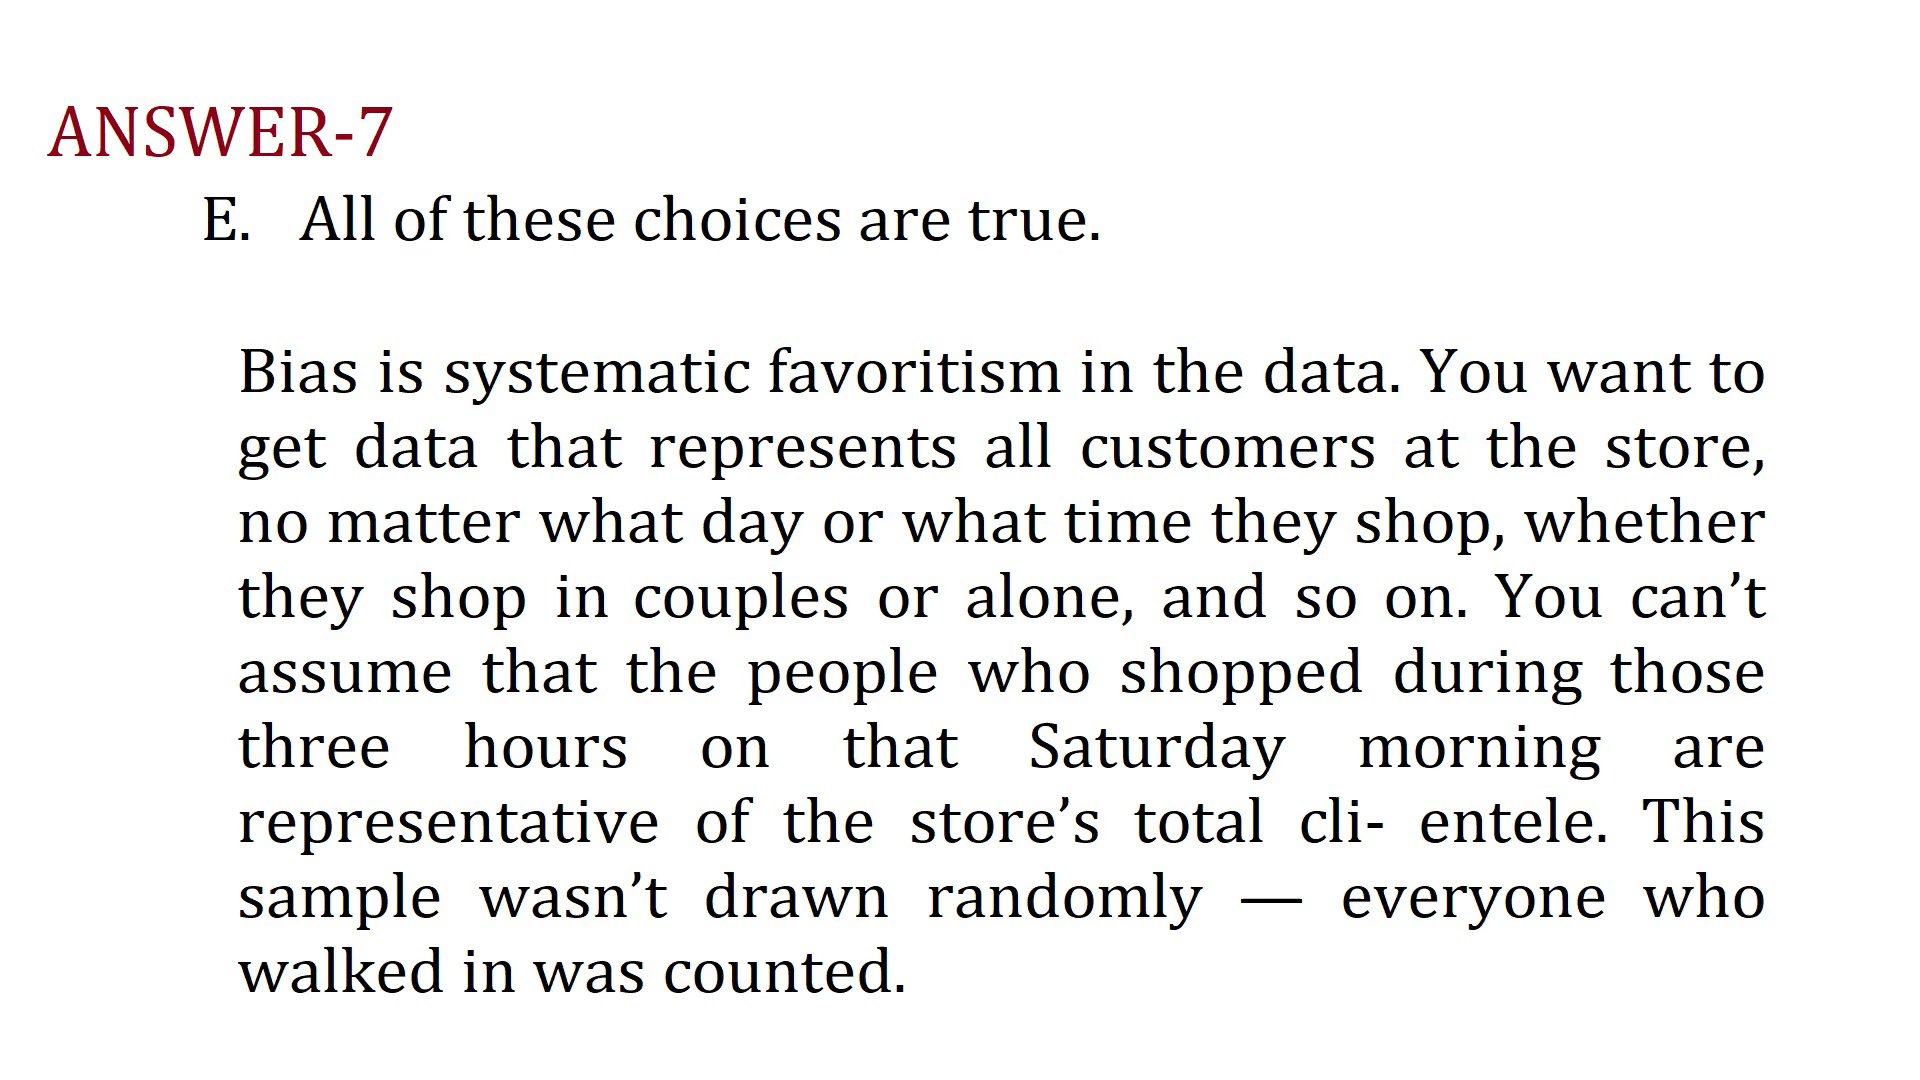 ANSWER-7
E. All of these choices are true.
Bias is systematic favoritism in the data. You want to
get data that represents all customers at the store,
no matter what day or what time they shop, whether
they shop in couples or alone, and so on. You can’t
assume that the people who shopped during those
three hours on that Saturday morning are
representative of the store’s total cli- entele. This
sample wasn’t drawn randomly — everyone who
walked in was counted.